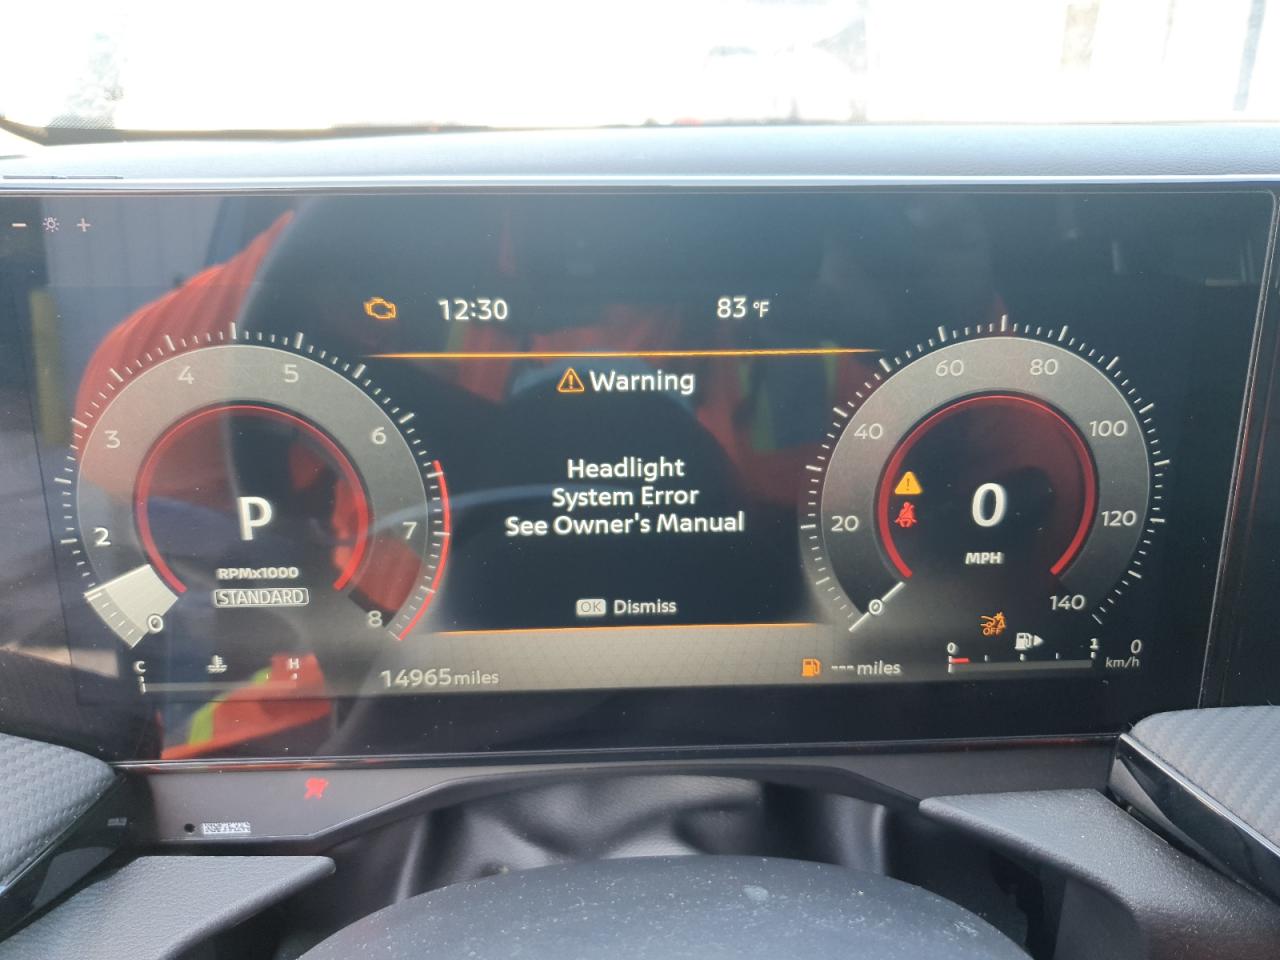 12:30
83 °F
Warning
Headlight
System Error
See Owner's Manual
OK Dismiss
2
3
4
5
6
7
8
0
P
RPMx1000
STANDARD
C
H
14965 miles
20
40
60
80
100
120
140
0
0
MPH
OFF
--- miles
0
1
0
km/h